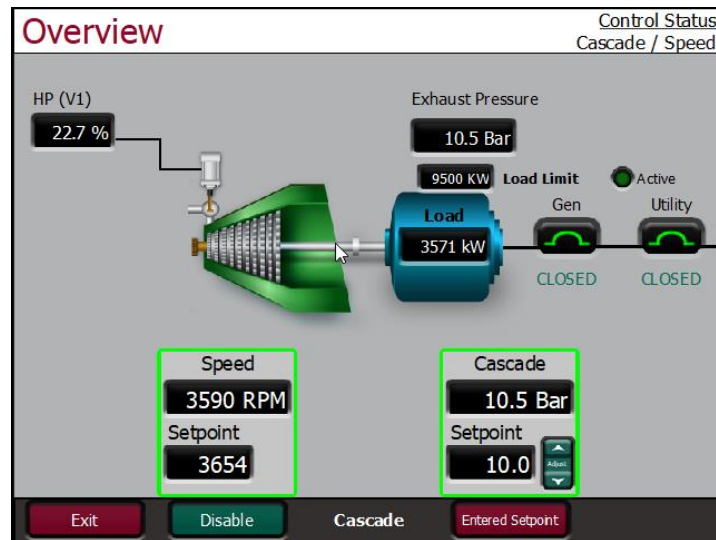 Overview
Control Status
Cascade / Speed
HP (V1)
22.7 %
Exhaust Pressure
10.5 Bar
9500 KW Load Limit Active
Load
3571 kW
Gen Utility
CLOSED CLOSED
Speed
3590 RPM
Setpoint
3654
Cascade
10.5 Bar
Setpoint
10.0
Adjust
Exit Disable Cascade Entered Setpoint